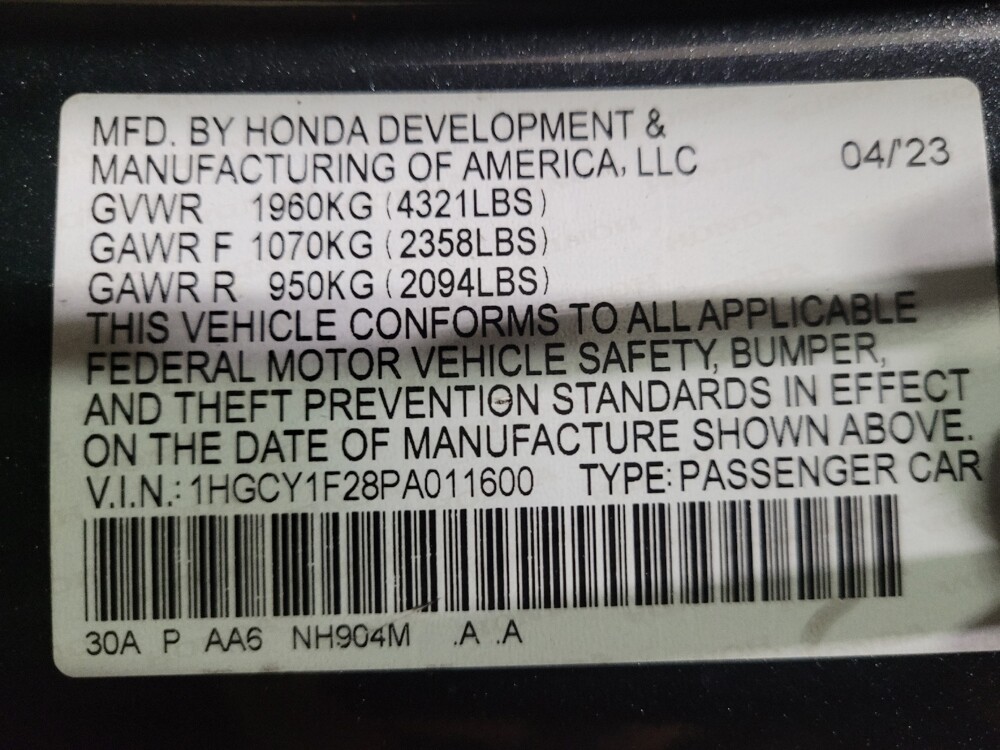 MFD. BY HONDA DEVELOPMENT &
MANUFACTURING OF AMERICA, LLC 04/'23
GVWR 1960KG (4321LBS)
GAWR F 1070KG (2358LBS)
GAWR R 950KG (2094LBS)
THIS VEHICLE CONFORMS TO ALL APPLICABLE
FEDERAL MOTOR VEHICLE SAFETY, BUMPER,
AND THEFT PREVENTION STANDARDS IN EFFECT
ON THE DATE OF MANUFACTURE SHOWN ABOVE.
V.I.N.: 1HGCY1F28PA011600 TYPE: PASSENGER CAR
30A P AA6 NH904M .A .A